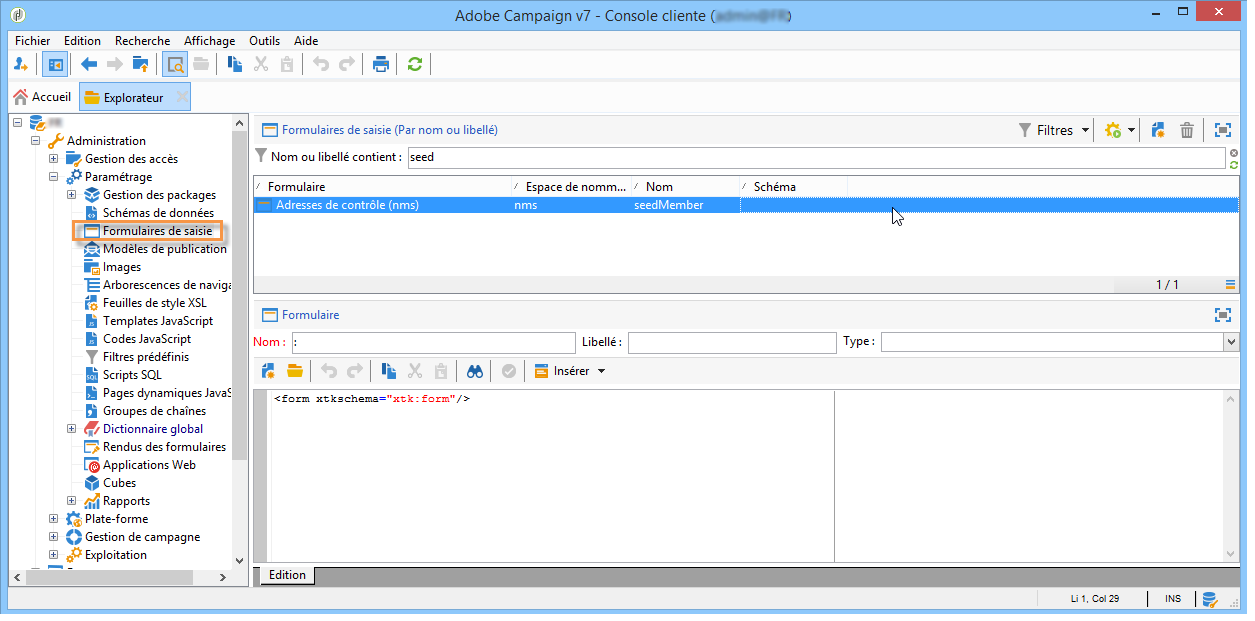 Adobe Campaign v7 - Console cliente (
Fichier Edition Recherche Affichage Outils Aide
Accueil Explorateur
Administration
Gestion des accès
Paramétrage
Gestion des packages
Schémas de données
Formulaires de saisie
Modèles de publication
Images
Arborescences de naviga
Feuilles de style XSL
Templates JavaScript
Codes JavaScript
Filtres prédéfinis
Scripts SQL
Pages dynamiques JavaS
Groupes de chaînes
Dictionnaire global
Rendus des formulaires
Applications Web
Cubes
Rapports
Plate-forme
Gestion de campagne
Exploitation
Formulaires de saisie (Par nom ou libellé) Filtres
Nom ou libellé contient : seed
Formulaire Espace de nomm... Nom Schéma
Adresses de contrôle (nms) nms seedMember
1 / 1
Formulaire
Nom : : Libellé : Type :
Insérer
<form xtkschema="xtk:form"/>
Edition
Li 1, Col 29 INS